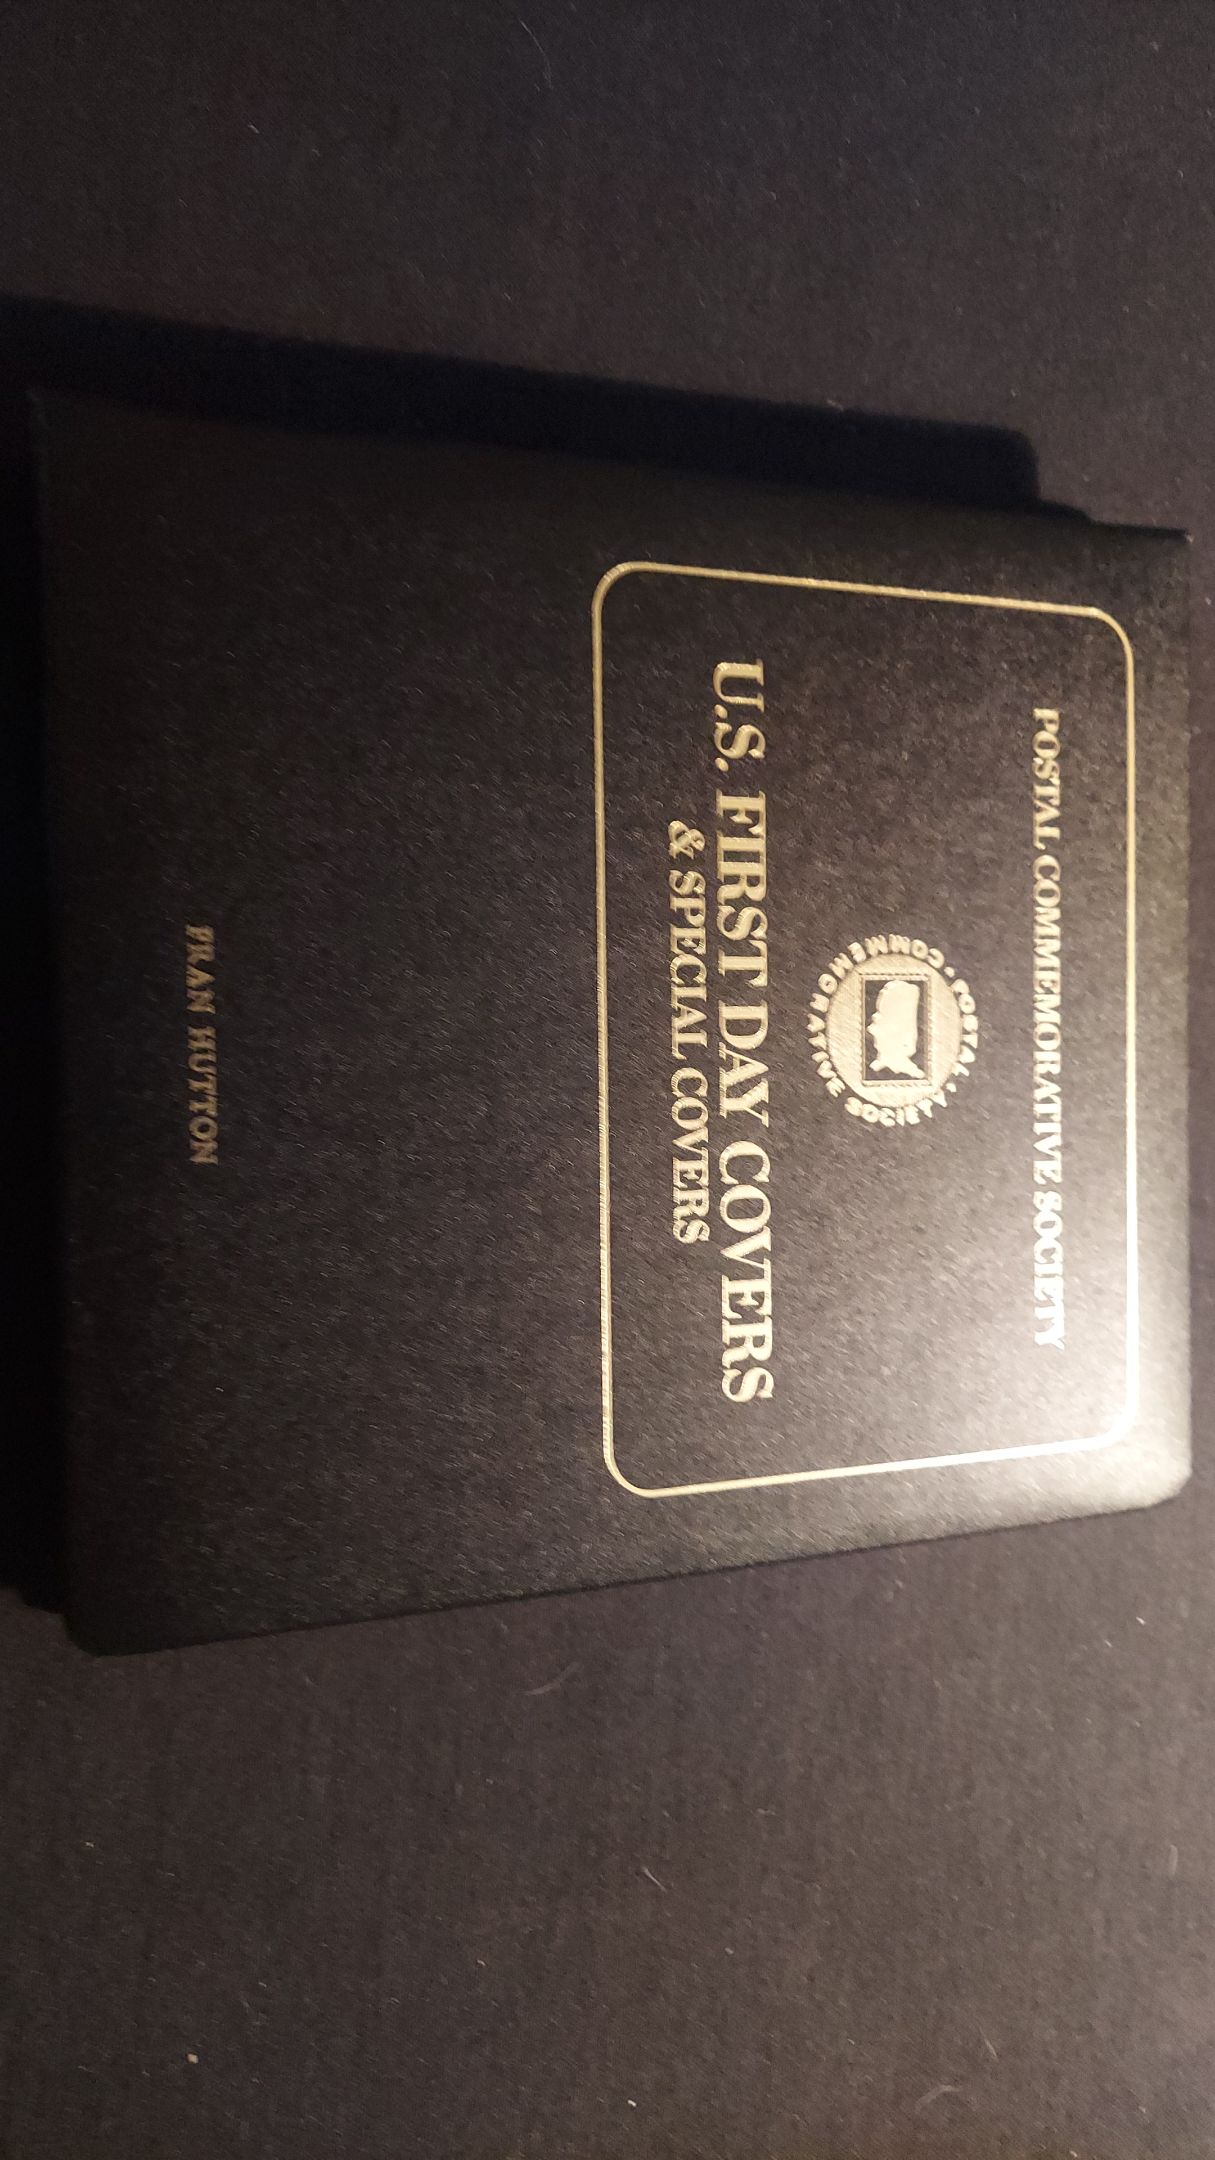 POSTAL COMMEMORATIVE SOCIETY
• POSTAL • COMMEMORATIVE SOCIETY
U.S. FIRST DAY COVERS
& SPECIAL COVERS
FRAN HUTTON